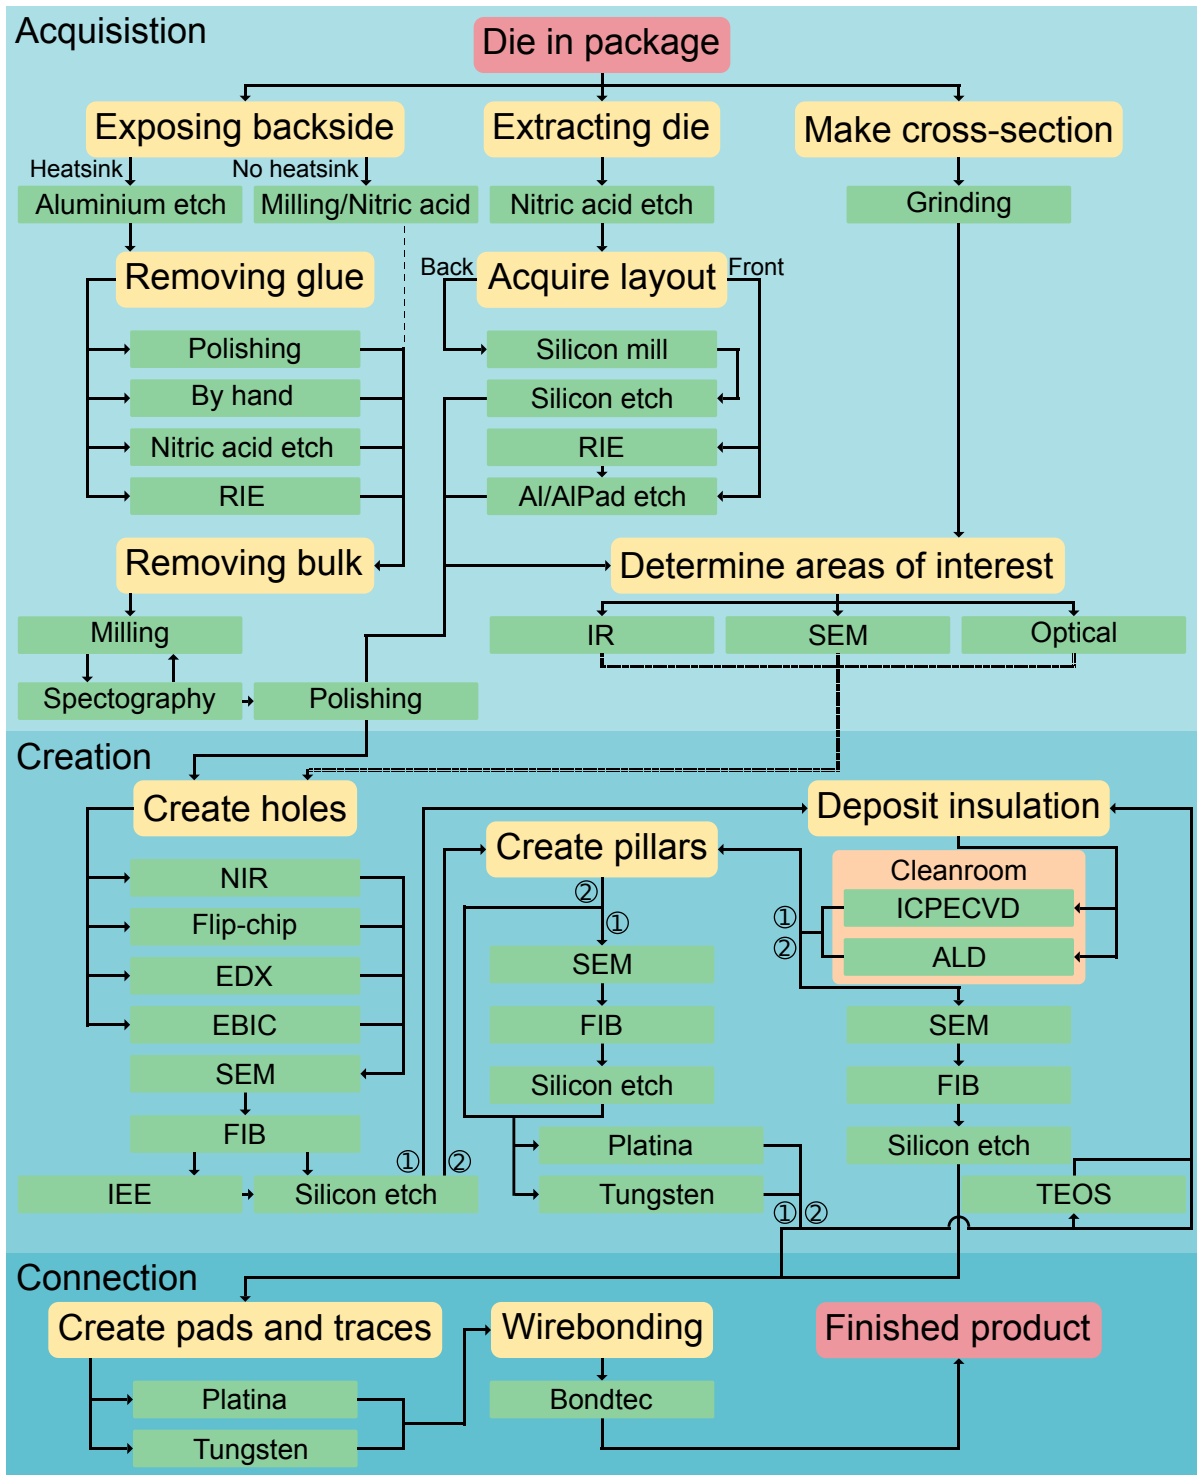 Acquisistion
Die in package
Exposing backside
Extracting die
Make cross-section
Heatsink
No heatsink
Aluminium etch
Milling/Nitric acid
Nitric acid etch
Grinding
Removing glue
Back
Acquire layout
Front
Polishing
Silicon mill
By hand
Silicon etch
Nitric acid etch
RIE
RIE
Al/AlPad etch
Removing bulk
Determine areas of interest
Milling
IR
SEM
Optical
Spectography
Polishing
Creation
Create holes
Deposit insulation
Create pillars
Cleanroom
NIR
②
ICPECVD
Flip-chip
①
①
②
ALD
EDX
SEM
EBIC
FIB
SEM
SEM
Silicon etch
FIB
FIB
Platina
Silicon etch
① ②
IEE
Silicon etch
Tungsten
TEOS
① ②
Connection
Create pads and traces
Wirebonding
Finished product
Platina
Bondtec
Tungsten